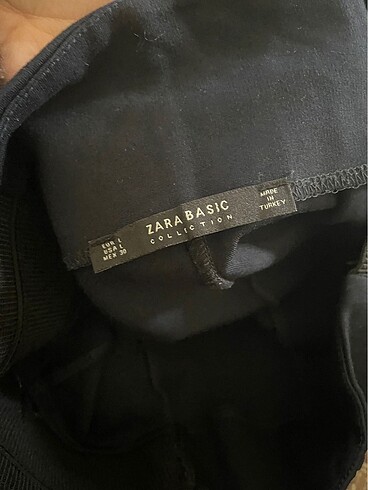 EUR L
USA L
MEX 30
ZARA BASIC
COLLECTION
MADE
IN
TURKEY